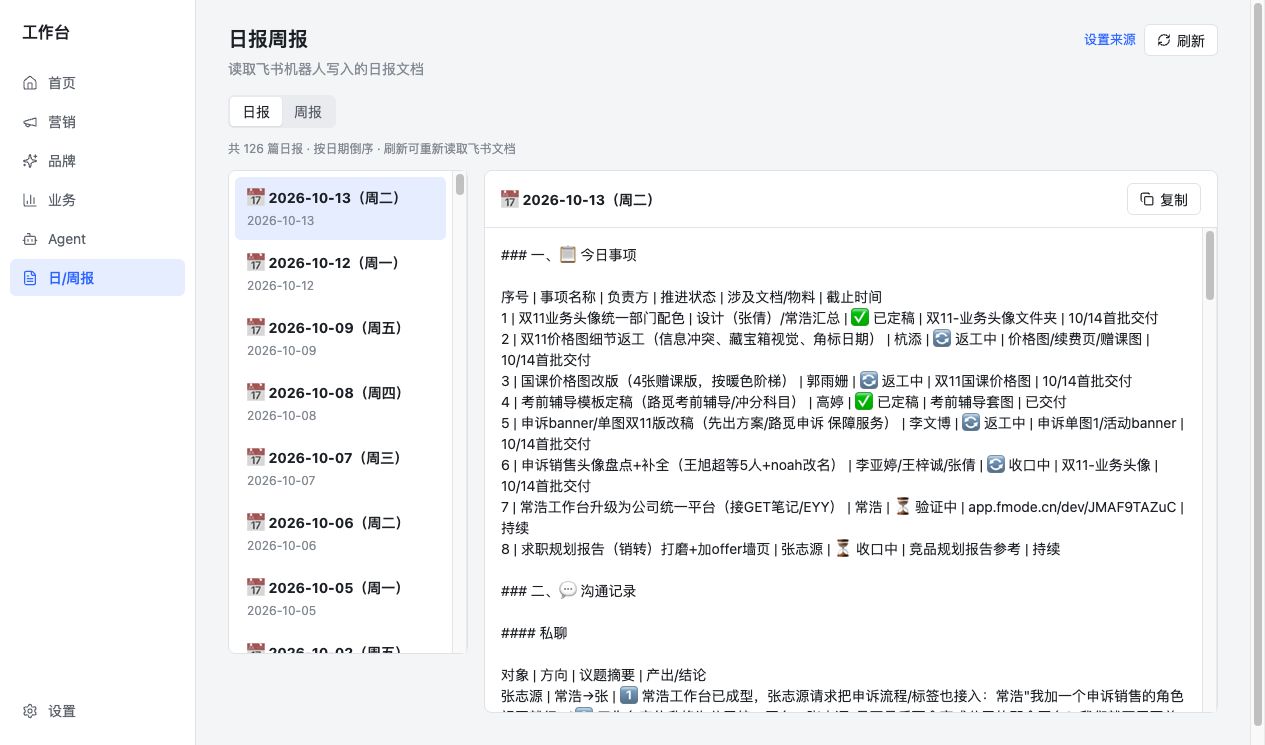 工作台
首页
营销
品牌
业务
Agent
日/周报
设置
日报周报
设置来源
刷新
读取飞书机器人写入的日报文档
日报
周报
共 126 篇日报 · 按日期倒序 · 刷新可重新读取飞书文档
📅 2026-10-13（周二）
2026-10-13
📅 2026-10-12（周一）
2026-10-12
📅 2026-10-09（周五）
2026-10-09
📅 2026-10-08（周四）
2026-10-08
📅 2026-10-07（周三）
2026-10-07
📅 2026-10-06（周二）
2026-10-06
📅 2026-10-05（周一）
2026-10-05
📅 2026-10-02（周五）
📅 2026-10-13（周二）
复制
### 一、📋 今日事项
序号 | 事项名称 | 负责方 | 推进状态 | 涉及文档/物料 | 截止时间
1 | 双11业务头像统一部门配色 | 设计（张倩）/常浩汇总 | ✅ 已定稿 | 双11-业务头像文件夹 | 10/14首批交付
2 | 双11价格图细节返工（信息冲突、藏宝箱视觉、角标日期） | 杭添 | 🔄 返工中 | 价格图/续费页/赠课图 |
10/14首批交付
3 | 国课价格图改版（4张赠课版，按暖色阶梯） | 郭雨姗 | 🔄 返工中 | 双11国课价格图 | 10/14首批交付
4 | 考前辅导模板定稿（路觅考前辅导/冲分科目） | 高婷 | ✅ 已定稿 | 考前辅导套图 | 已交付
5 | 申诉banner/单图双11版改稿（先出方案/路觅申诉 保障服务） | 李文博 | 🔄 返工中 | 申诉单图1/活动banner |
10/14首批交付
6 | 申诉销售头像盘点+补全（王旭超等5人+noah改名） | 李亚婷/王梓诚/张倩 | 🔄 收口中 | 双11-业务头像 |
10/14首批交付
7 | 常浩工作台升级为公司统一平台（接GET笔记/EYY） | 常浩 | ⏳ 验证中 | app.fmode.cn/dev/JMAF9TAZuC |
持续
8 | 求职规划报告（销转）打磨+加offer墙页 | 张志源 | ⏳ 收口中 | 竞品规划报告参考 | 持续
### 二、💬 沟通记录
#### 私聊
对象 | 方向 | 议题摘要 | 产出/结论
张志源 | 常浩→张 | 1️⃣ 常浩工作台已成型，张志源请求把申诉流程/标签也接入：常浩"我加一个申诉销售的角色